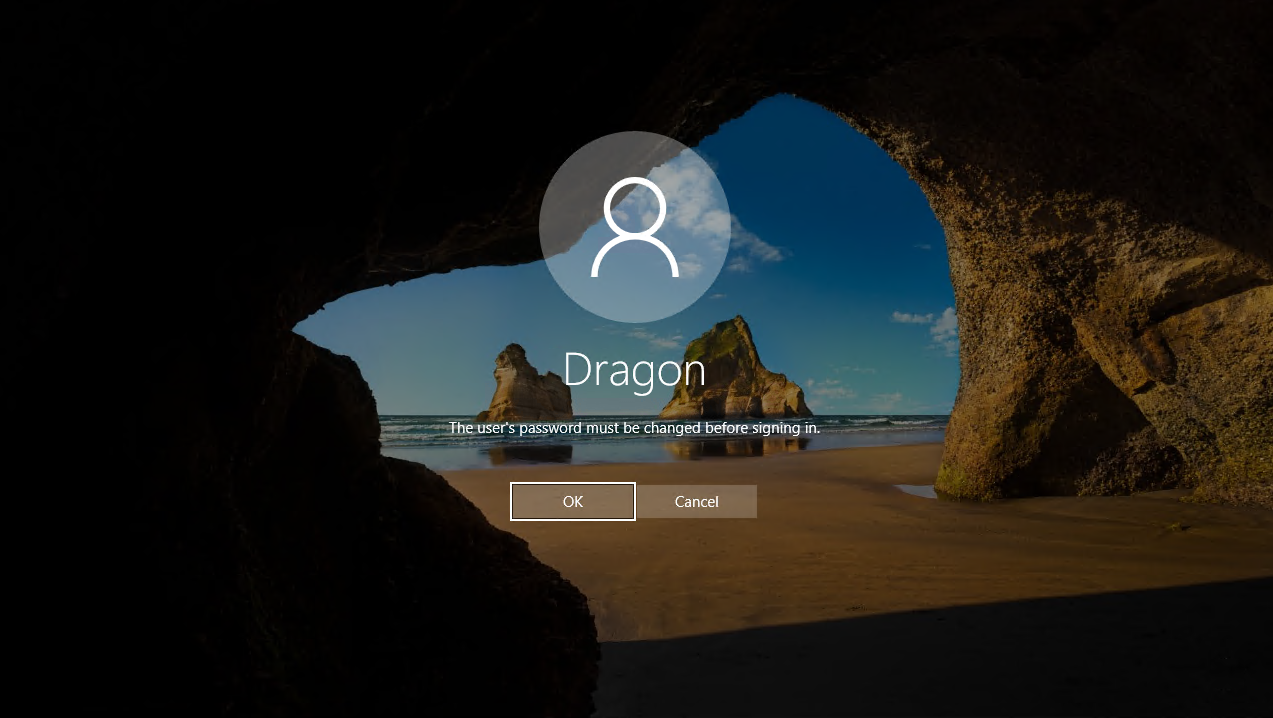 Dragon
The user's password must be changed before signing in.
OK
Cancel